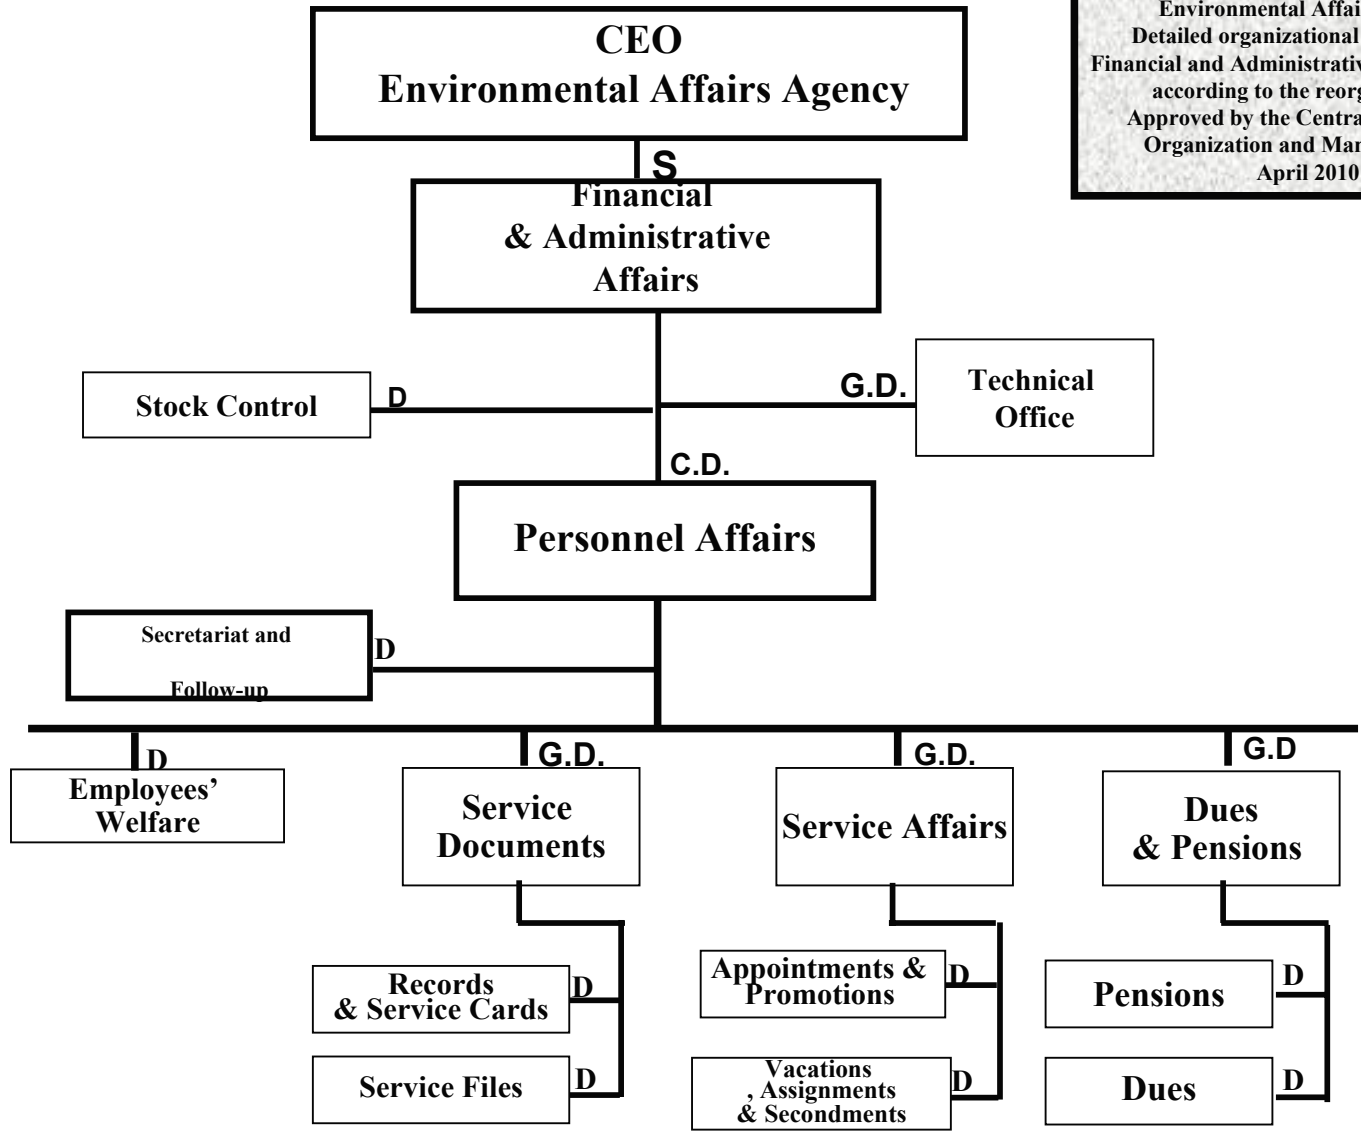 CEO
Environmental Affairs Agency
Environmental Affai
Detailed organizational
Financial and Administrativ
according to the reorg
Approved by the Centra
Organization and Man
April 2010
S
Financial
& Administrative
Affairs
Stock Control
D
G.D.
Technical
Office
C.D.
Personnel Affairs
Secretariat and
Follow-up
D
D
Employees’
Welfare
G.D.
Service
Documents
G.D.
Service Affairs
G.D
Dues
& Pensions
Records
& Service Cards
D
Service Files
D
Appointments &
Promotions
D
Vacations
, Assignments
& Secondments
D
Pensions
D
Dues
D